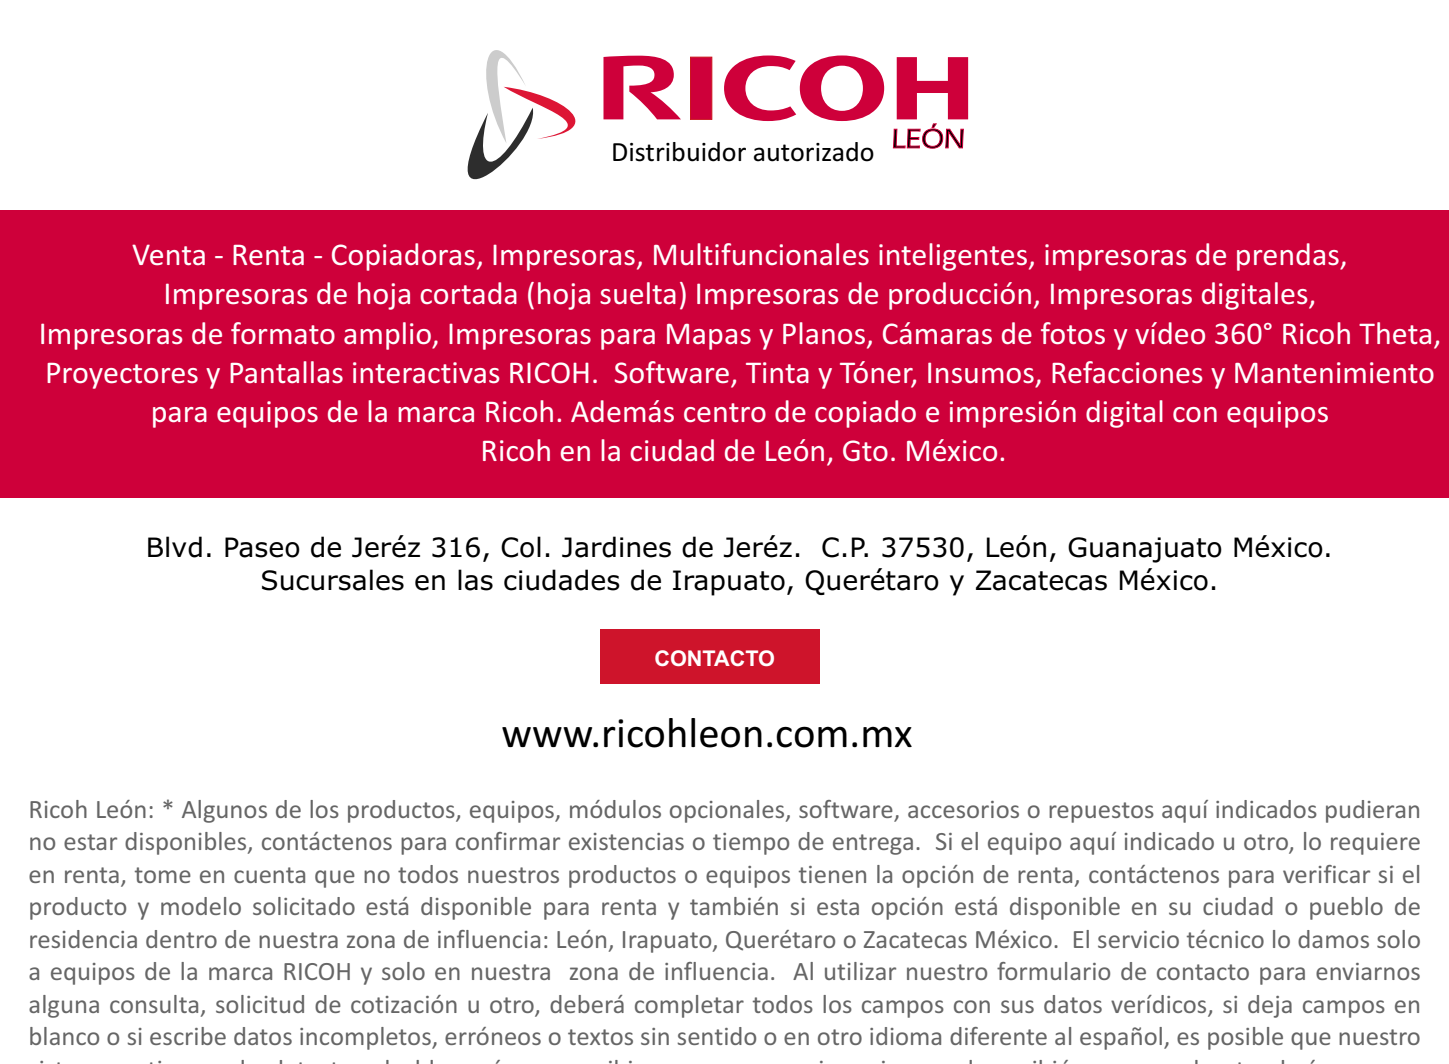 RICOH
LEÓN
Distribuidor autorizado
Venta - Renta - Copiadoras, Impresoras, Multifuncionales inteligentes, impresoras de prendas,
Impresoras de hoja cortada (hoja suelta) Impresoras de producción, Impresoras digitales,
Impresoras de formato amplio, Impresoras para Mapas y Planos, Cámaras de fotos y vídeo 360° Ricoh Theta,
Proyectores y Pantallas interactivas RICOH.  Software, Tinta y Tóner, Insumos, Refacciones y Mantenimiento
para equipos de la marca Ricoh. Además centro de copiado e impresión digital con equipos
Ricoh en la ciudad de León, Gto. México.
Blvd. Paseo de Jeréz 316, Col. Jardines de Jeréz.  C.P. 37530, León, Guanajuato México.
Sucursales en las ciudades de Irapuato, Querétaro y Zacatecas México.
CONTACTO
www.ricohleon.com.mx
Ricoh León: * Algunos de los productos, equipos, módulos opcionales, software, accesorios o repuestos aquí indicados pudieran
no estar disponibles, contáctenos para confirmar existencias o tiempo de entrega.  Si el equipo aquí indicado u otro, lo requiere
en renta, tome en cuenta que no todos nuestros productos o equipos tienen la opción de renta, contáctenos para verificar si el
producto y modelo solicitado está disponible para renta y también si esta opción está disponible en su ciudad o pueblo de
residencia dentro de nuestra zona de influencia: León, Irapuato, Querétaro o Zacatecas México.  El servicio técnico lo damos solo
a equipos de la marca RICOH y solo en nuestra  zona de influencia.  Al utilizar nuestro formulario de contacto para enviarnos
alguna consulta, solicitud de cotización u otro, deberá completar todos los campos con sus datos verídicos, si deja campos en
blanco o si escribe datos incompletos, erróneos o textos sin sentido o en otro idioma diferente al español, es posible que nuestro